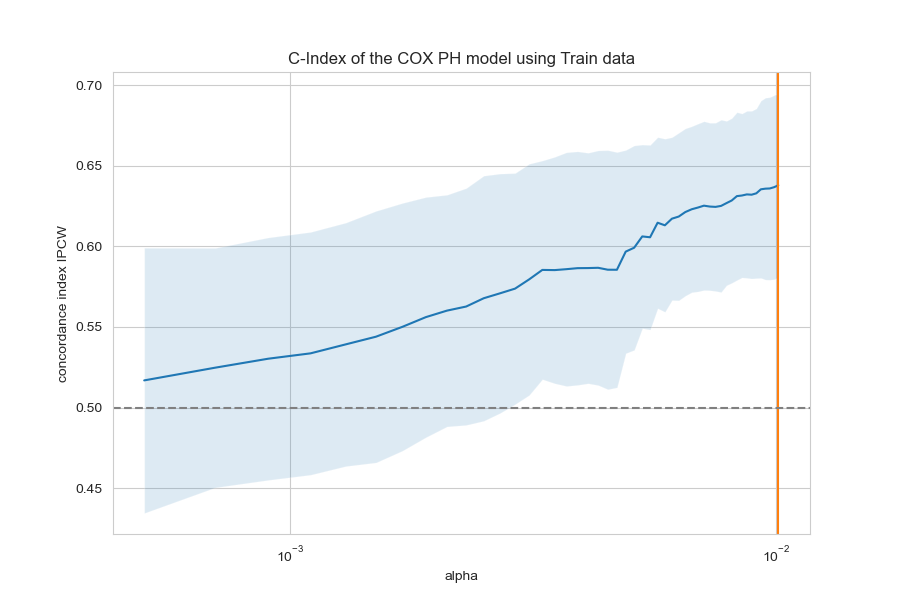 C-Index of the COX PH model using Train data
concordance index IPCW
0.70
0.65
0.60
0.55
0.50
0.45
10⁻³
10⁻²
alpha